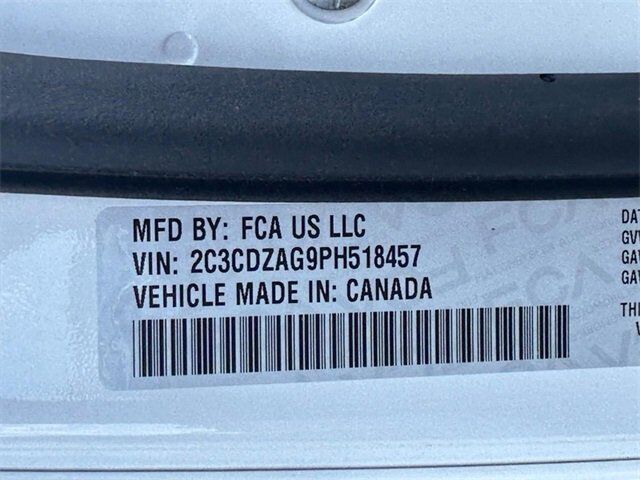 MFD BY: FCA US LLC
VIN: 2C3CDZAG9PH518457
VEHICLE MADE IN: CANADA